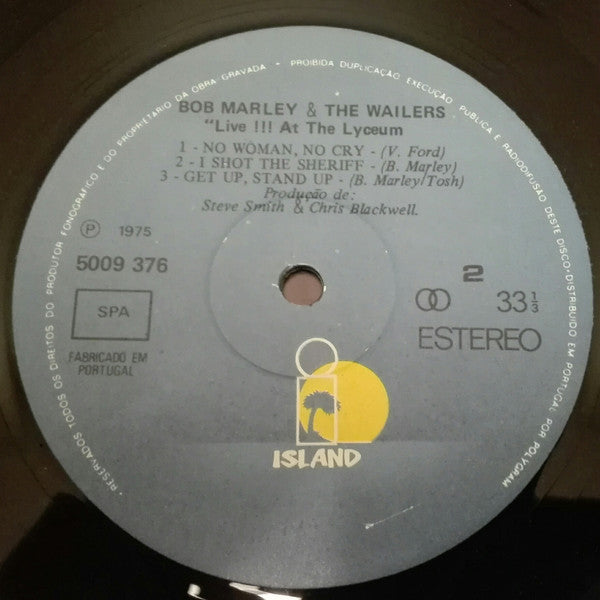 RESERVADOS TODOS OS DIREITOS DO PRODUTOR FONOGRÁFICO E DO PROPRIETÁRIO DA OBRA GRAVADA - PROIBIDA DUPLICAÇÃO, EXECUÇÃO PÚBLICA E RADIODIFUSÃO DESTE DISCO - DISTRIBUIDO EM PORTUGAL POR POLYGRAM
BOB MARLEY & THE WAILERS
"Live !!! At The Lyceum
1 - NO WOMAN, NO CRY - (V. Ford)
2 - I SHOT THE SHERIFF - (B. Marley)
3 - GET UP, STAND UP - (B. Marley/Tosh)
Produção de:
Steve Smith & Chris Blackwell.
Ⓟ 1975
5009 376
2
SPA
33 1/3
ESTEREO
FABRICADO EM
PORTUGAL
ISLAND